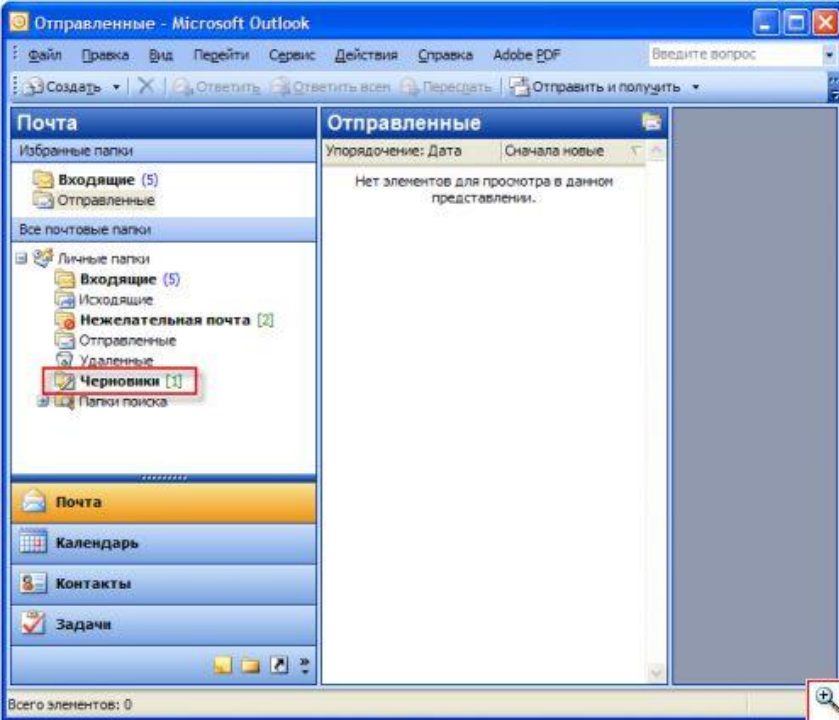 Отправленные - Microsoft Outlook
Файл Правка Вид Перейти Сервис Действия Справка Adobe PDF Введите вопрос
Создать Ответить Ответить всем Переслать Отправить и получить
Почта
Избранные папки
Входящие (5)
Отправленные
Все почтовые папки
Личные папки
Входящие (5)
Исходящие
Нежелательная почта [2]
Отправленные
Удаленные
Черновики [1]
Папки поиска
Почта
Календарь
Контакты
Задачи
Отправленные
Упорядочение: Дата Сначала новые
Нет элементов для просмотра в данном
представлении.
Всего элементов: 0